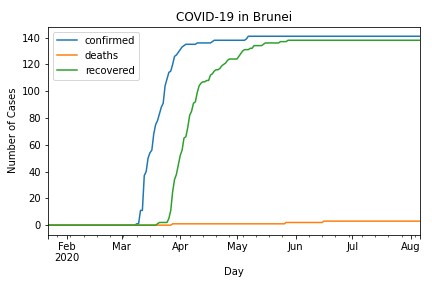 COVID-19 in Brunei
confirmed
deaths
recovered
Number of Cases
140
120
100
80
60
40
20
0
Feb
2020
Mar
Apr
May
Jun
Jul
Aug
Day